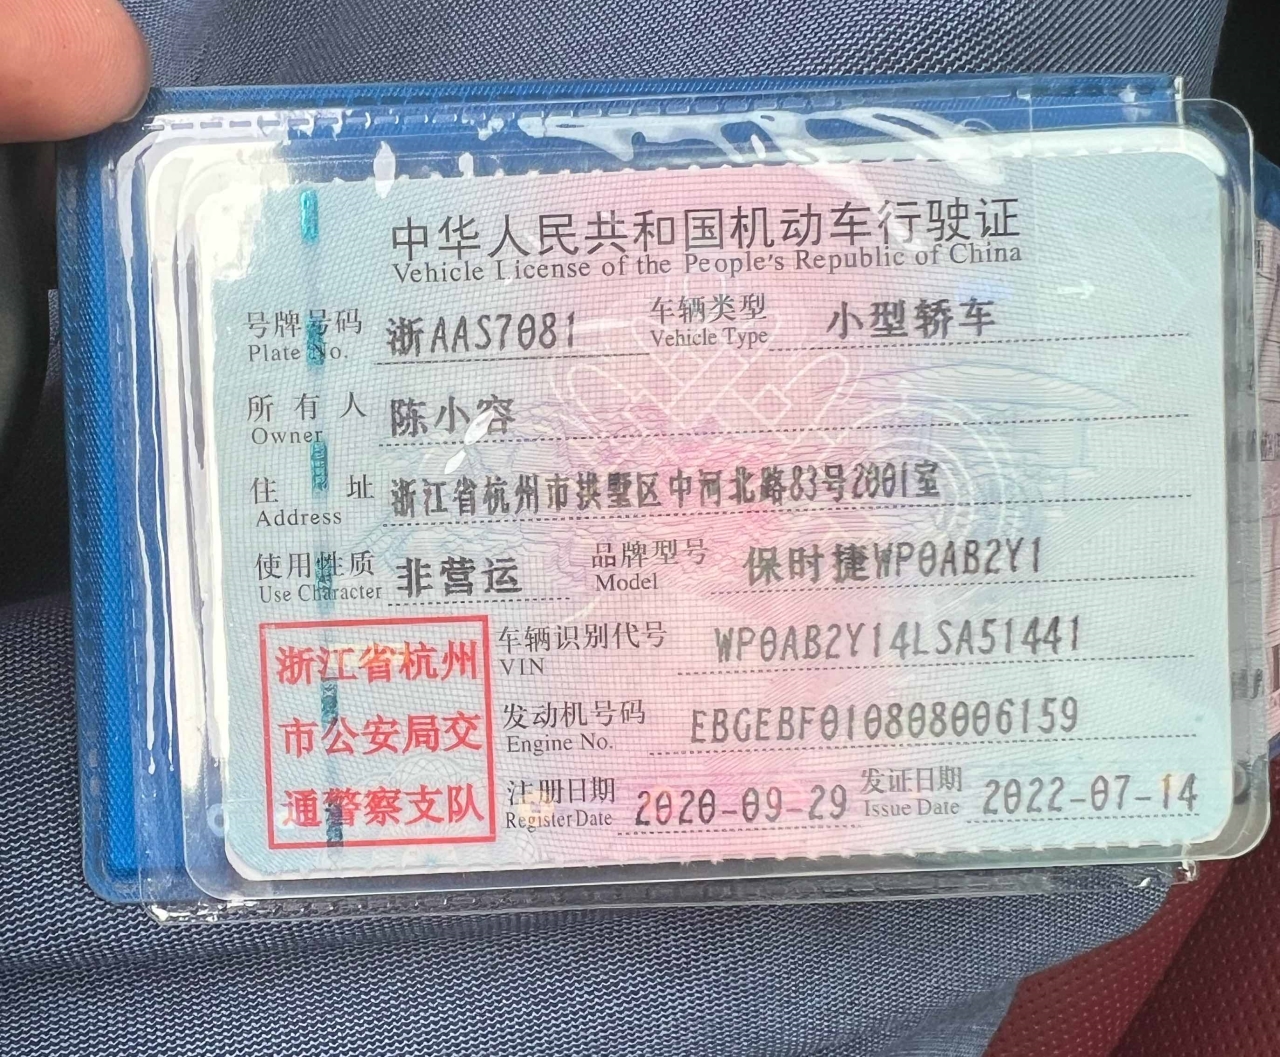 中华人民共和国机动车行驶证
Vehicle License of the People's Republic of China
号牌号码 浙AAS7081 车辆类型 小型轿车
Plate No. Vehicle Type
所有人 陈小容
Owner
住址 浙江省杭州市拱墅区中河北路83号2001室
Address
使用性质 非营运 品牌型号 保时捷WP0AB2Y1
Use Character Model
浙江省杭州
市公安局交
通警察支队
车辆识别代号 WP0AB2Y14LSA51441
VIN
发动机号码 EBGEBF010808006159
Engine No.
注册日期 2020-09-29 发证日期 2022-07-14
Register Date Issue Date